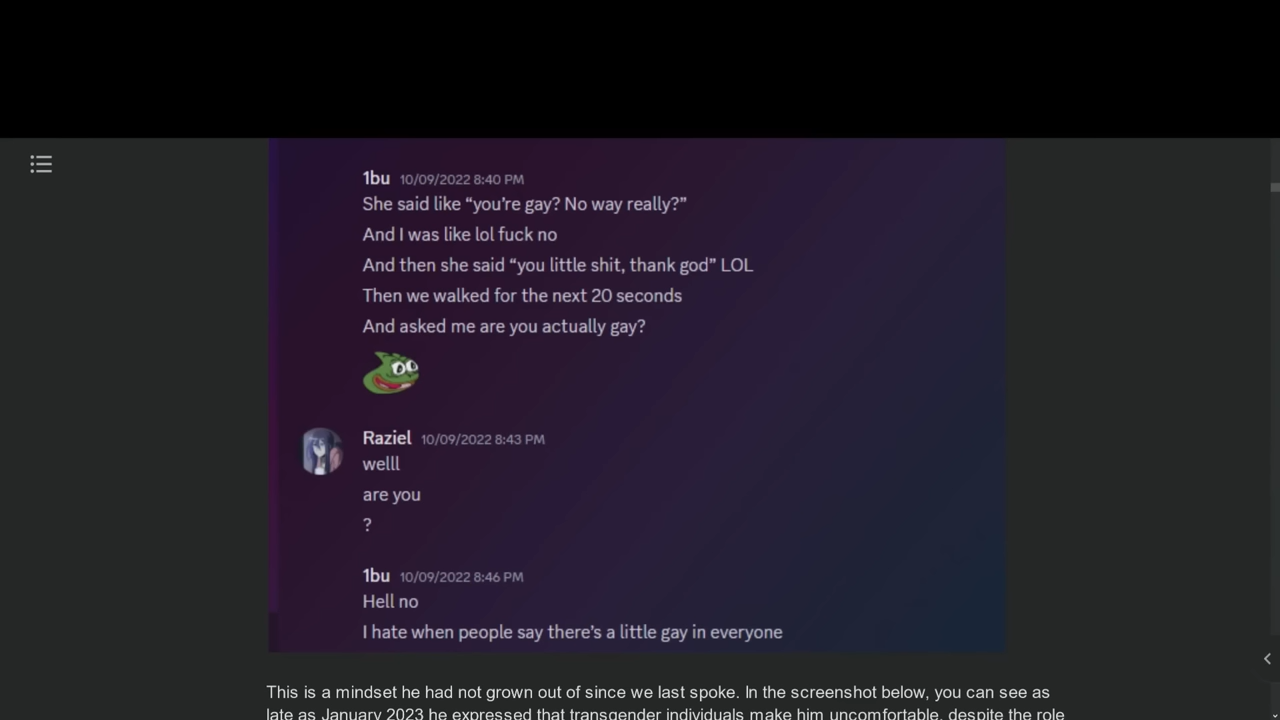 1bu 10/09/2022 8:40 PM
She said like “you’re gay? No way really?”
And I was like lol fuck no
And then she said “you little shit, thank god” LOL
Then we walked for the next 20 seconds
And asked me are you actually gay?
Raziel 10/09/2022 8:43 PM
welll
are you
?
1bu 10/09/2022 8:46 PM
Hell no
I hate when people say there’s a little gay in everyone
This is a mindset he had not grown out of since we last spoke. In the screenshot below, you can see as
late as January 2023 he expressed that transgender individuals make him uncomfortable, despite the role